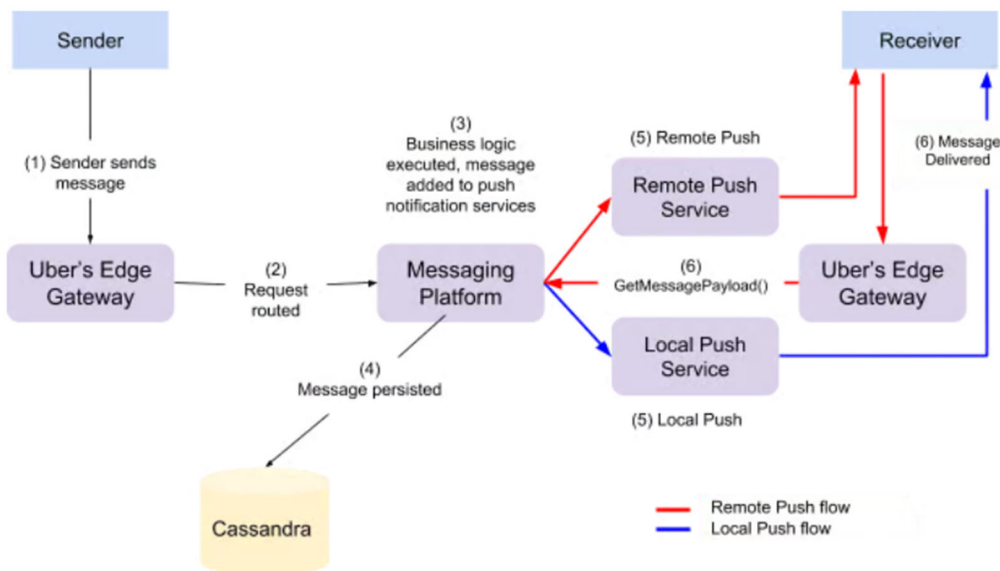 Sender
Receiver
(1) Sender sends
message
(3)
Business logic
executed, message
added to push
notification services
(5) Remote Push
(6) Message
Delivered
Remote Push
Service
Uber's Edge
Gateway
(2)
Request
routed
Messaging
Platform
(6)
GetMessagePayload()
Uber's Edge
Gateway
Local Push
Service
(4)
Message persisted
(5) Local Push
Cassandra
Remote Push flow
Local Push flow